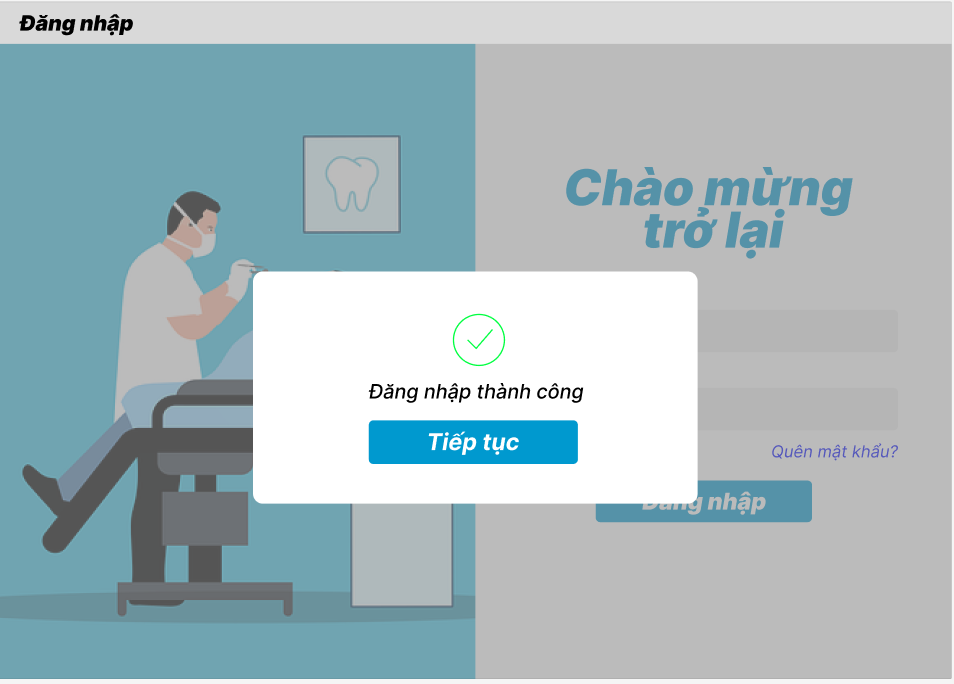 Đăng nhập
Chào mừng
trở lại
Đăng nhập thành công
Tiếp tục
Quên mật khẩu?
Đăng nhập